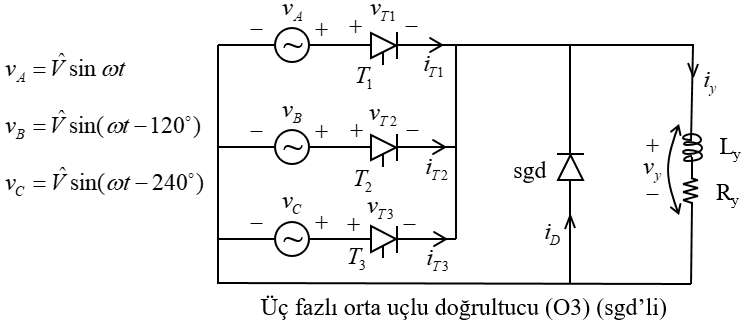 v_A
− + + v_T1 −
T_1 i_T1
v_A = V̂ sin ωt
v_B
− + + v_T2 −
v_B = V̂ sin(ωt − 120°)
T_2 i_T2
v_C = V̂ sin(ωt − 240°)
v_C
− + + v_T3 −
T_3 i_T3
sgd
i_D
i_y
+
v_y
−
L_y
R_y
Üç fazlı orta uçlu doğrultucu (O3) (sgd’li)